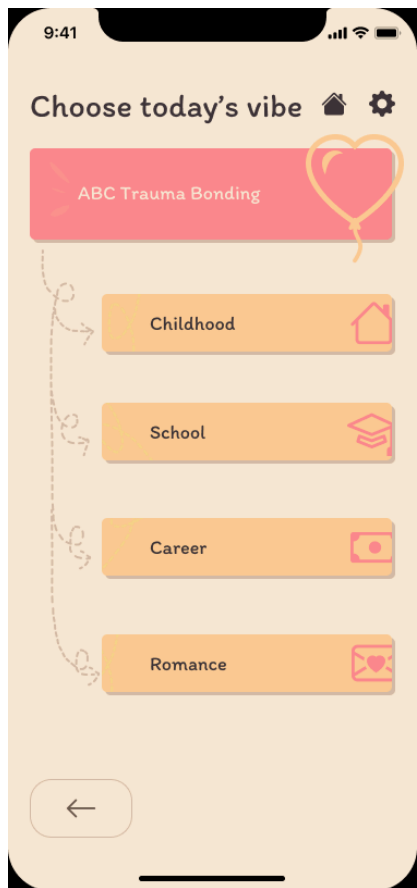 9:41
Choose today's vibe
ABC Trauma Bonding
Childhood
School
Career
Romance